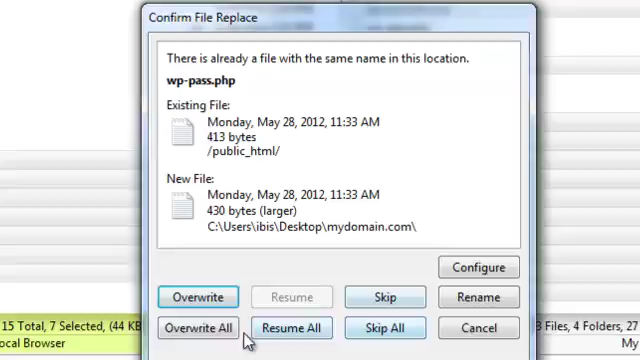 Confirm File Replace
There is already a file with the same name in this location.
wp-pass.php
Existing File:
Monday, May 28, 2012, 11:33 AM
413 bytes
/public_html/
New File:
Monday, May 28, 2012, 11:33 AM
430 bytes (larger)
C:\Users\ibis\Desktop\mydomain.com\
Configure
Overwrite Resume Skip Rename
Overwrite All Resume All Skip All Cancel
15 Total, 7 Selected, (44 KB
3 Files, 4 Folders, 27
ocal Browser
My